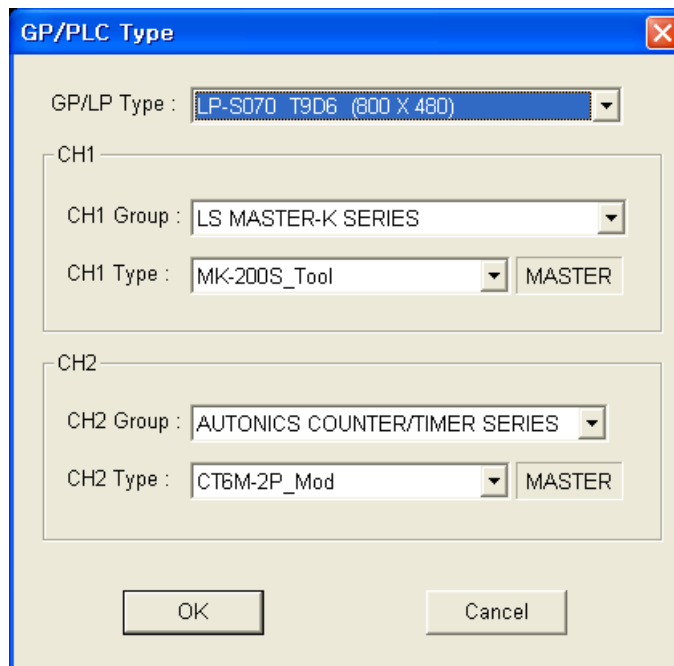 GP/PLC Type
GP/LP Type : LP-S070 T9D6 (800 X 480)
CH1
CH1 Group : LS MASTER-K SERIES
CH1 Type : MK-200S_Tool MASTER
CH2
CH2 Group : AUTONICS COUNTER/TIMER SERIES
CH2 Type : CT6M-2P_Mod MASTER
OK Cancel